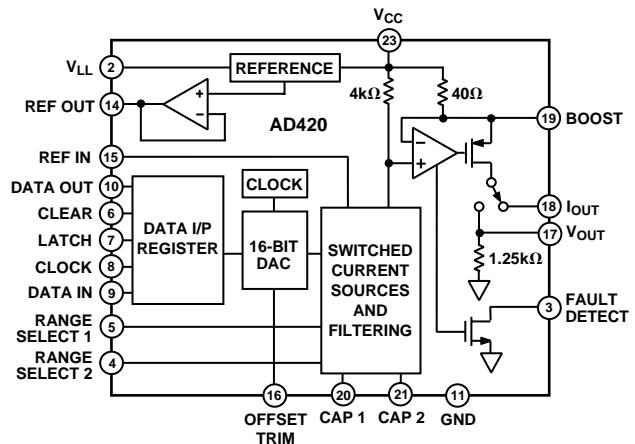 VCC
23
VLL
2
REFERENCE
4kΩ
40Ω
REF OUT
14
+
−
AD420
19
BOOST
REF IN
15
−
+
DATA OUT
10
CLOCK
CLEAR
6
18
IOUT
LATCH
7
DATA I/P
REGISTER
16-BIT
DAC
SWITCHED
CURRENT
SOURCES
AND
FILTERING
17
VOUT
CLOCK
8
1.25kΩ
DATA IN
9
RANGE
SELECT 1
5
3
FAULT
DETECT
RANGE
SELECT 2
4
16
20
21
11
OFFSET
TRIM
CAP 1
CAP 2
GND